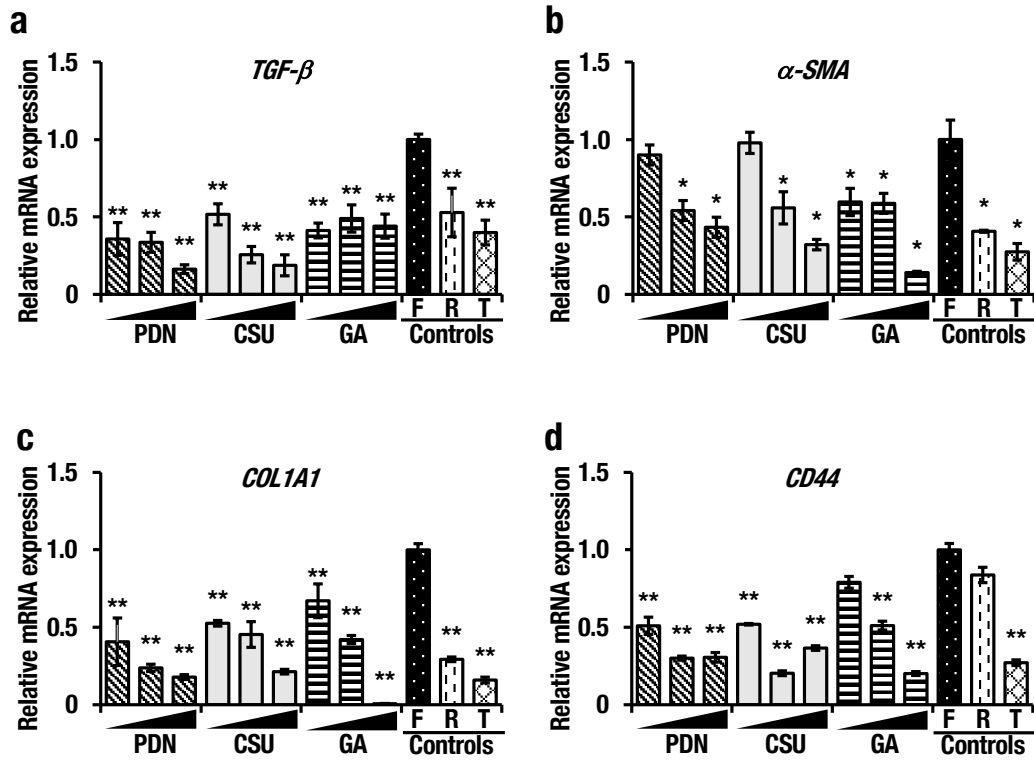 a
TGF-β
Relative mRNA expression
1.5
1.0
0.5
0
** ** ** ** ** ** ** ** ** ** **
F R T
PDN CSU GA Controls
b
α-SMA
Relative mRNA expression
1.5
1.0
0.5
0
* * * * * * * * *
F R T
PDN CSU GA Controls
c
COL1A1
Relative mRNA expression
1.5
1.0
0.5
0
** ** ** ** ** ** ** ** ** ** **
F R T
PDN CSU GA Controls
d
CD44
Relative mRNA expression
1.5
1.0
0.5
0
** ** ** ** ** ** ** ** **
F R T
PDN CSU GA Controls